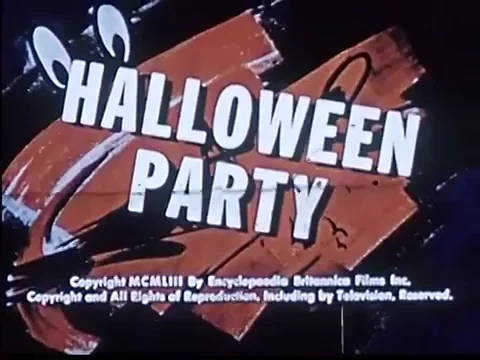 HALLOWEEN
PARTY
Copyright MCMLIII By Encyclopaedia Britannica Films Inc.
Copyright and All Rights of Reproduction, Including by Television, Reserved.